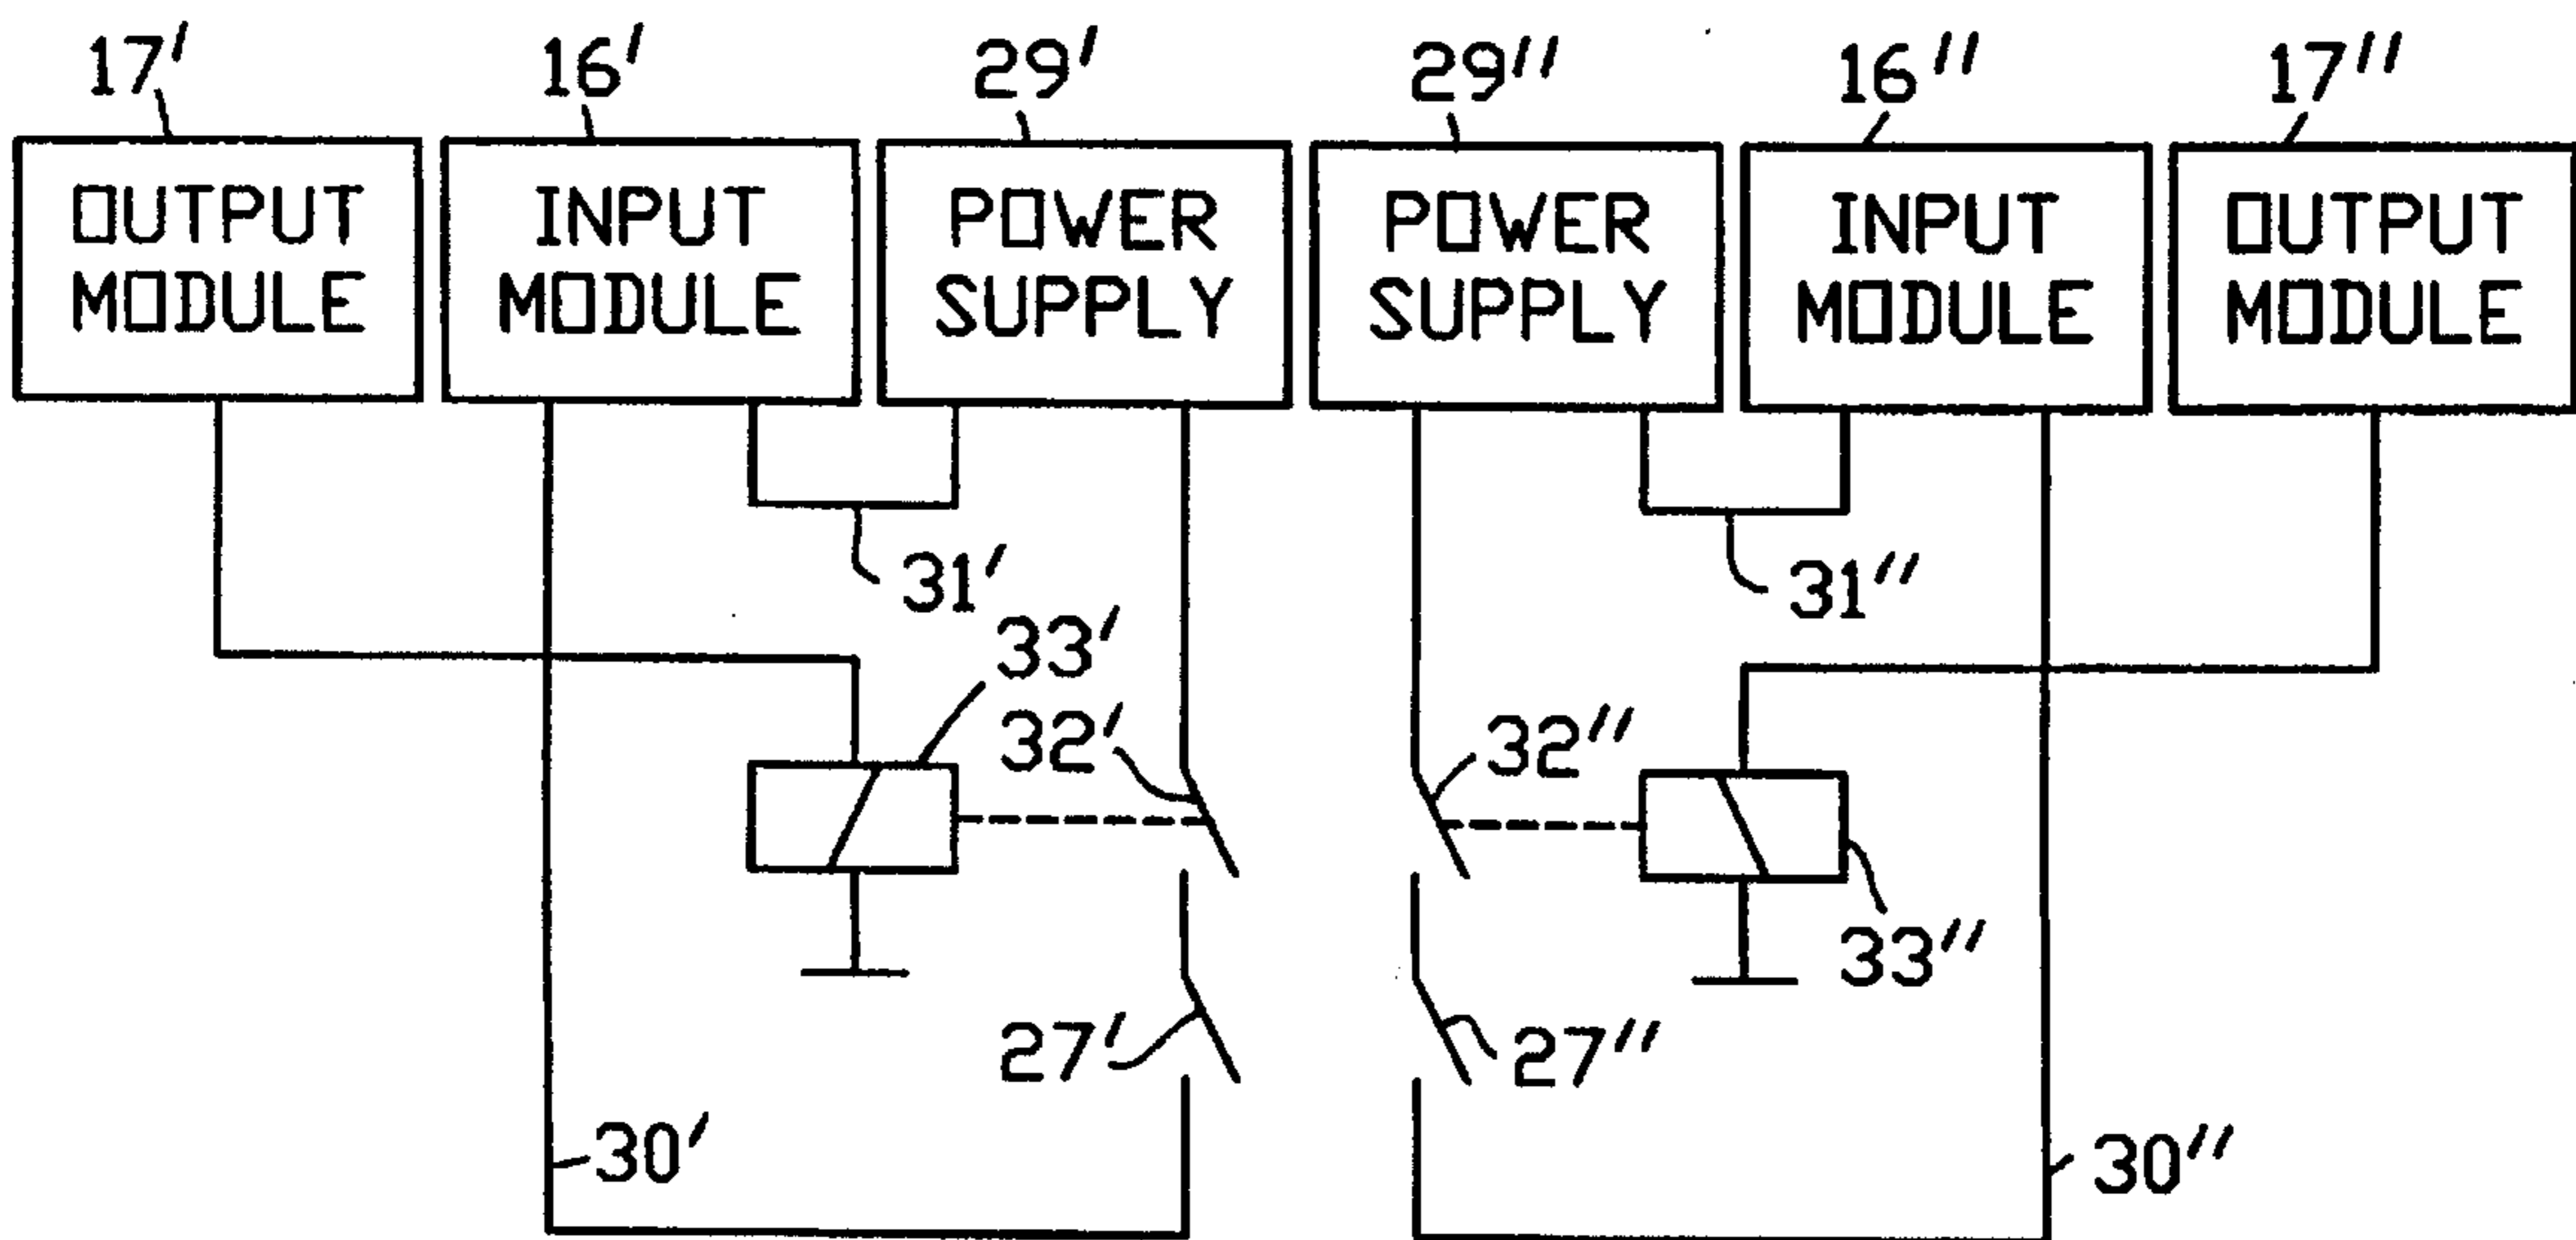 17' 16' 29' 29'' 16'' 17''
OUTPUT MODULE
INPUT MODULE
POWER SUPPLY
POWER SUPPLY
INPUT MODULE
OUTPUT MODULE
31' 31''
33'
32' 32''
33''
27' 27''
30' 30''